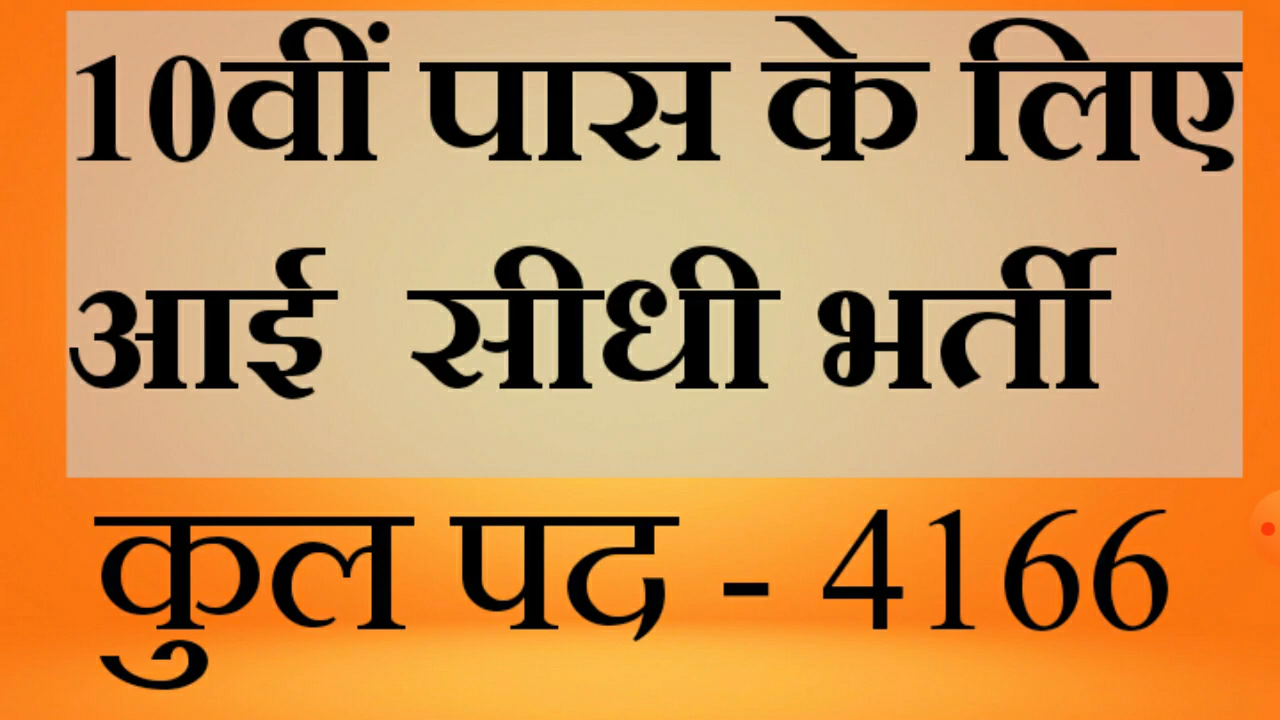 10वीं पास के लिए
आई सीधी भर्ती
कुल पद - 4166